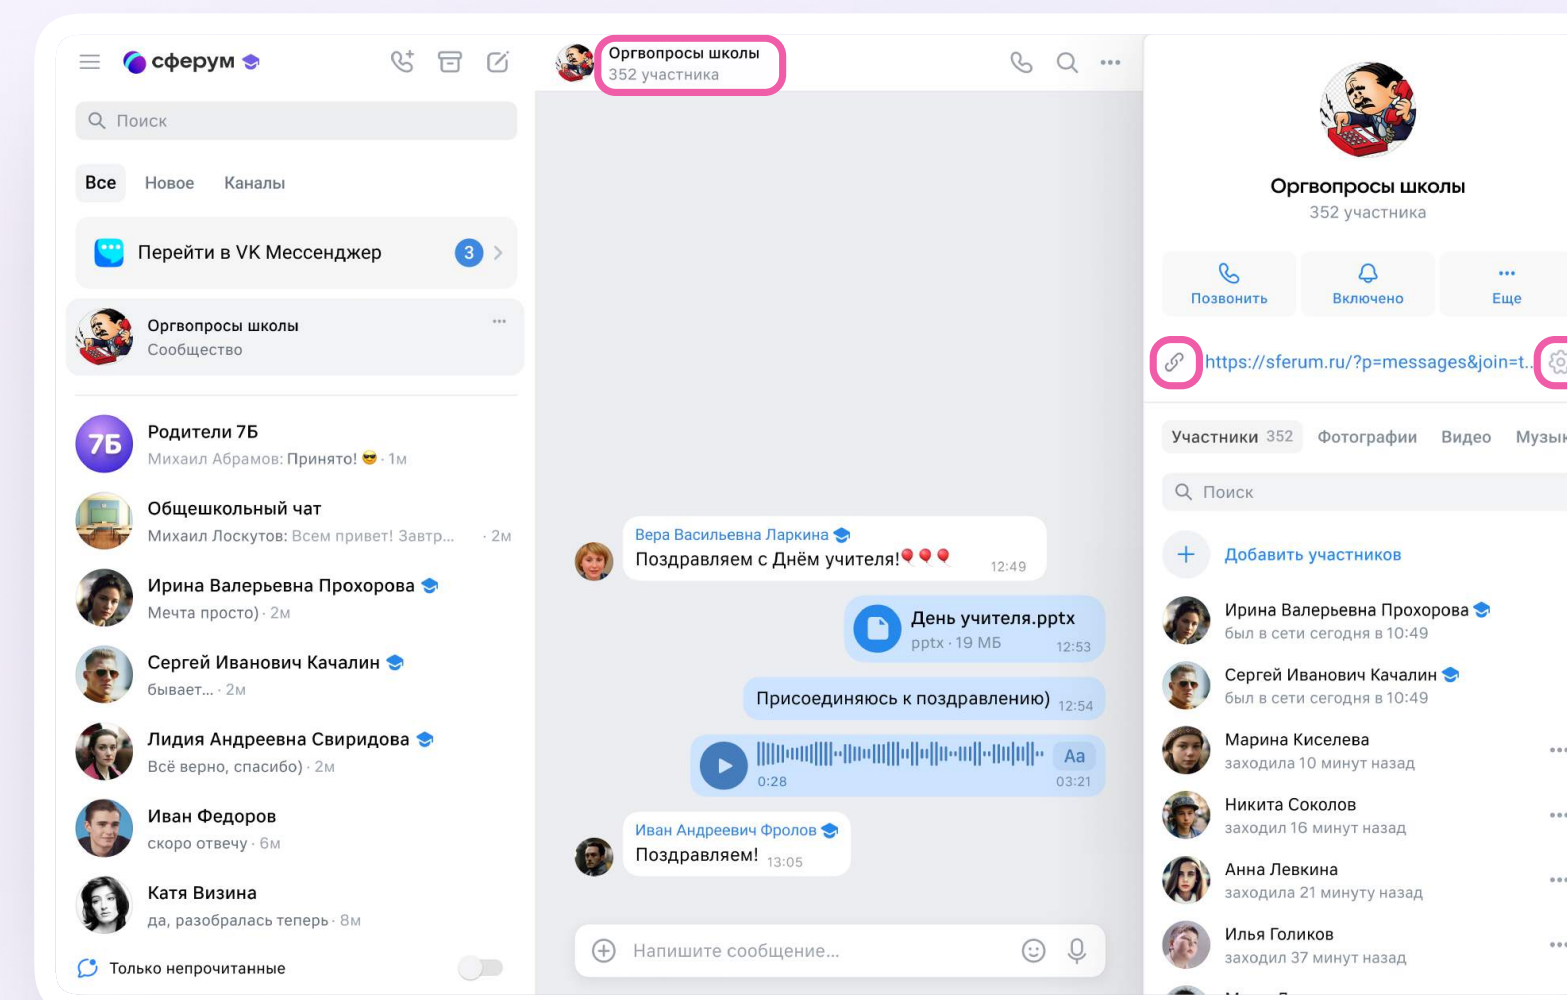 сферум
Поиск
Все Новое Каналы
Перейти в VK Мессенджер 3
Оргвопросы школы
Сообщество
7Б
Родители 7Б
Михаил Абрамов: Принято! 😎 · 1м
Общешкольный чат
Михаил Лоскутов: Всем привет! Завтр... · 2м
Ирина Валерьевна Прохорова
Мечта просто) · 2м
Сергей Иванович Качалин
бывает... · 2м
Лидия Андреевна Свиридова
Всё верно, спасибо) · 2м
Иван Федоров
скоро отвечу · 6м
Катя Визина
да, разобралась теперь · 8м
Только непрочитанные
Оргвопросы школы
352 участника
Вера Васильевна Ларкина
Поздравляем с Днём учителя!🎈🎈🎈 12:49
День учителя.pptx
pptx · 19 МБ 12:53
Присоединяюсь к поздравлению) 12:54
Aa
0:28 03:21
Иван Андреевич Фролов
Поздравляем! 13:05
Напишите сообщение...
Оргвопросы школы
352 участника
Позвонить Включено Еще
https://sferum.ru/?p=messages&join=t..
Участники 352 Фотографии Видео Музык
Поиск
Добавить участников
Ирина Валерьевна Прохорова
был в сети сегодня в 10:49
Сергей Иванович Качалин
был в сети сегодня в 10:49
Марина Киселева
заходила 10 минут назад
Никита Соколов
заходил 16 минут назад
Анна Левкина
заходила 21 минуту назад
Илья Голиков
заходил 37 минут назад